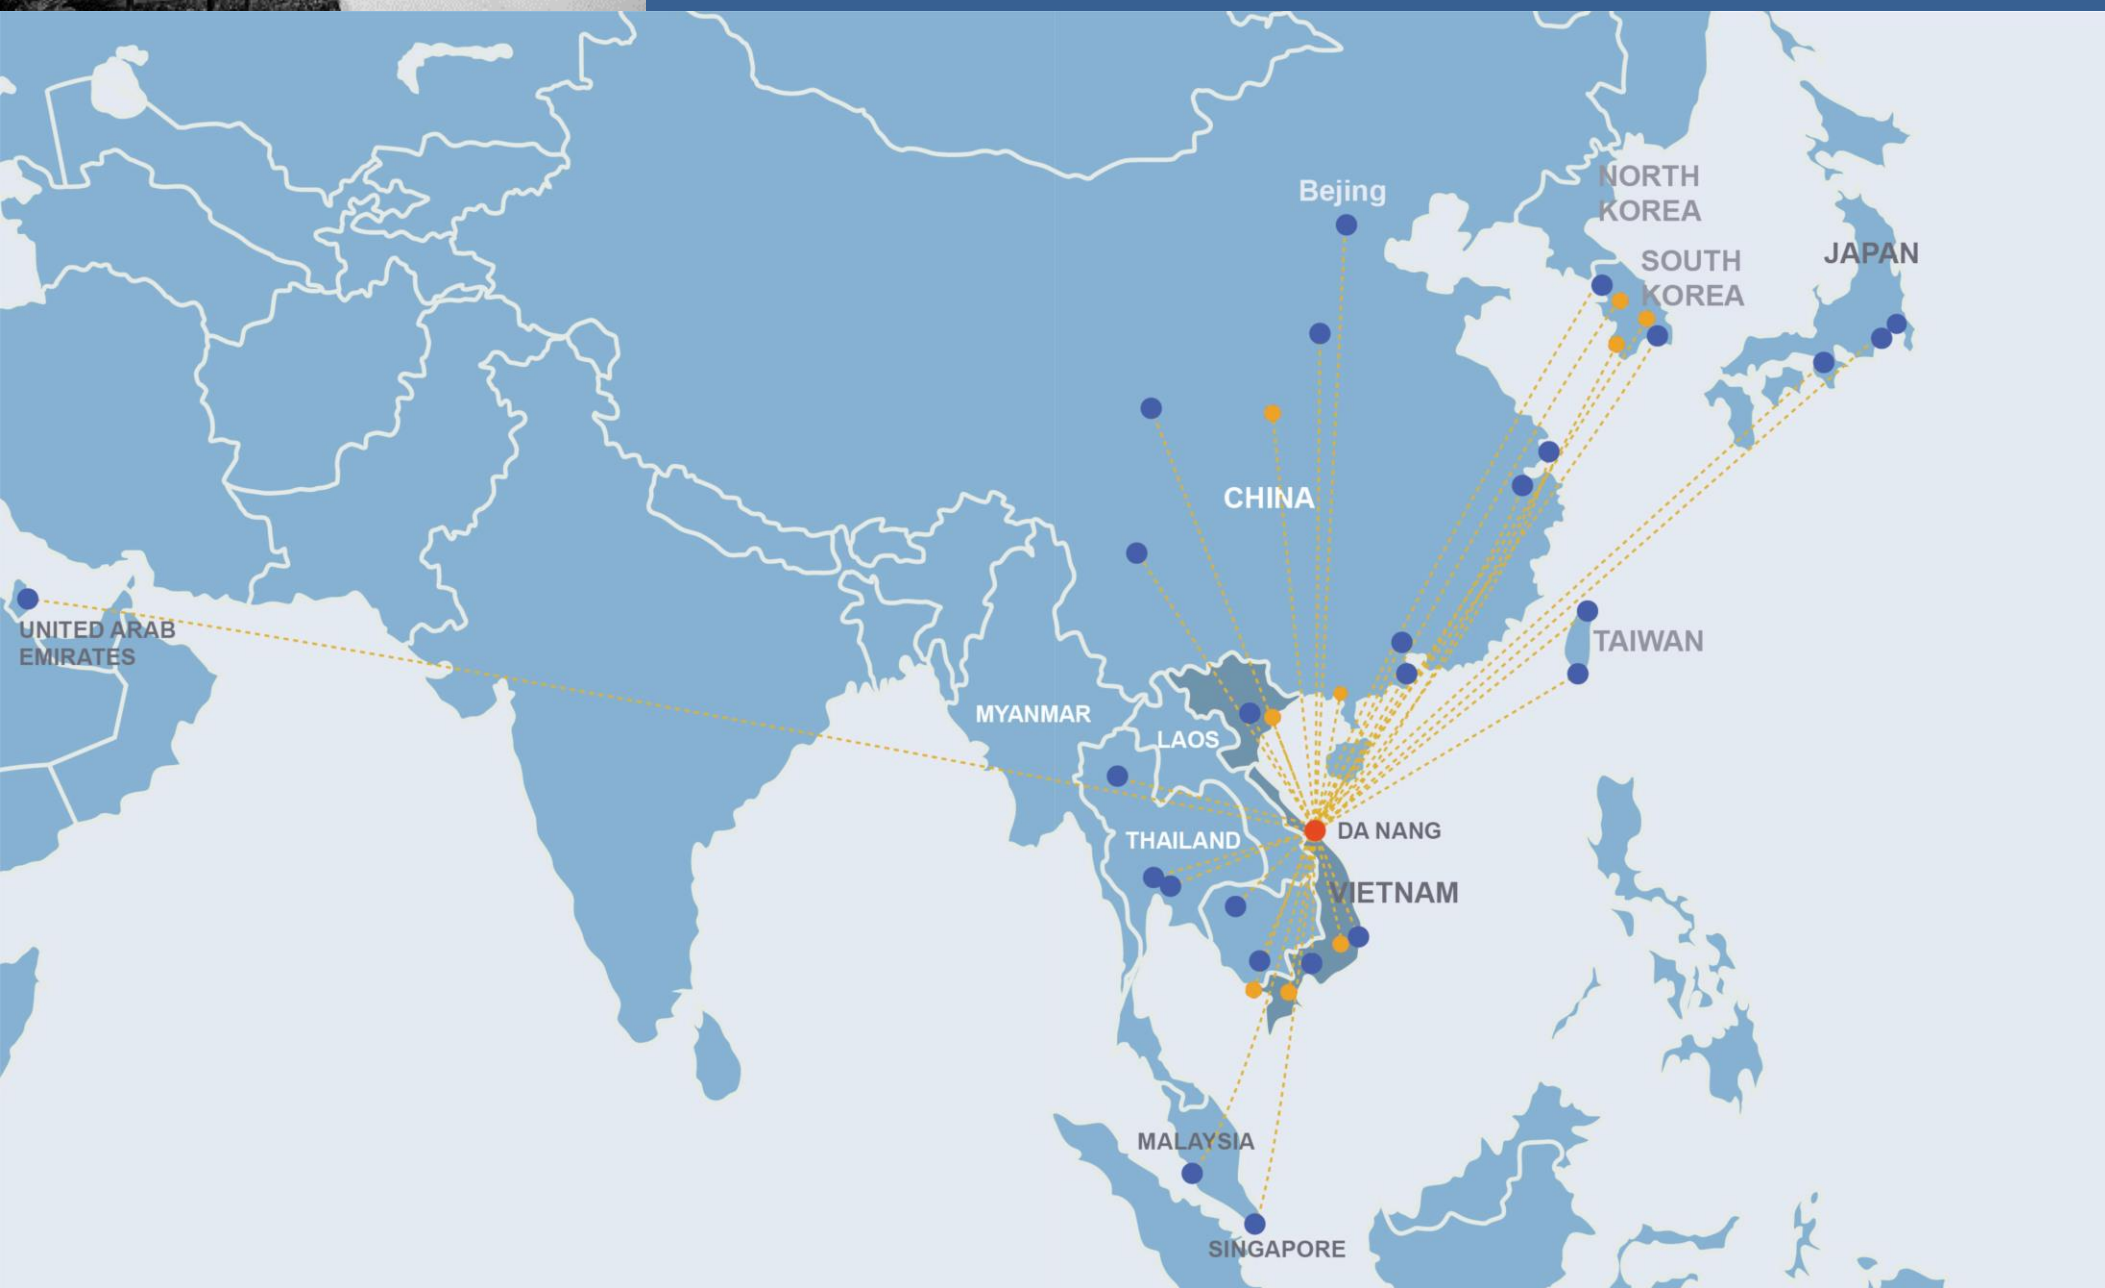 Bejing
NORTH
KOREA
SOUTH
KOREA
JAPAN
CHINA
UNITED ARAB
EMIRATES
TAIWAN
MYANMAR
LAOS
THAILAND
DA NANG
VIETNAM
MALAYSIA
SINGAPORE